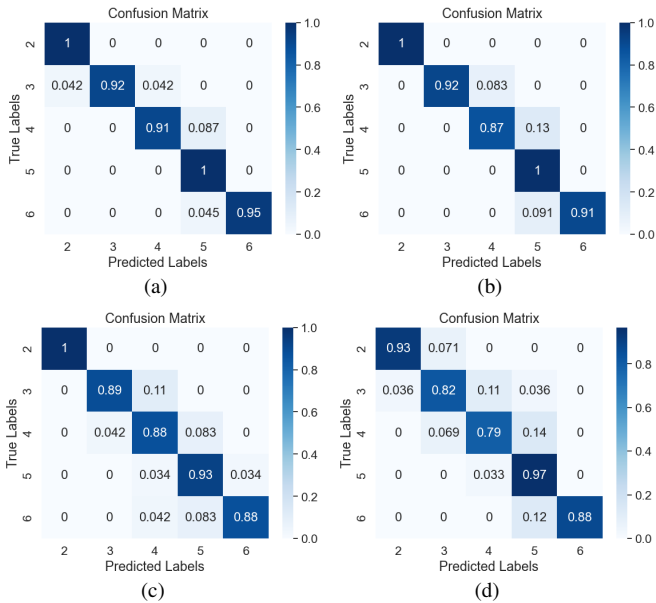 Confusion Matrix
1.0
2 1 0 0 0 0
0.8
3 0.042 0.92 0.042 0 0
0.6
True Labels
4 0 0 0.91 0.087 0
0.4
5 0 0 0 1 0
0.2
6 0 0 0 0.045 0.95
0.0
2 3 4 5 6
Predicted Labels
(a)
Confusion Matrix
1.0
2 1 0 0 0 0
0.8
3 0 0.92 0.083 0 0
0.6
True Labels
4 0 0 0.87 0.13 0
0.4
5 0 0 0 1 0
0.2
6 0 0 0 0.091 0.91
0.0
2 3 4 5 6
Predicted Labels
(b)
Confusion Matrix
1.0
2 1 0 0 0 0
0.8
3 0 0.89 0.11 0 0
0.6
True Labels
4 0 0.042 0.88 0.083 0
0.4
5 0 0 0.034 0.93 0.034
0.2
6 0 0 0.042 0.083 0.88
0.0
2 3 4 5 6
Predicted Labels
(c)
Confusion Matrix
2 0.93 0.071 0 0 0
0.8
3 0.036 0.82 0.11 0.036 0
0.6
True Labels
4 0 0.069 0.79 0.14 0
0.4
5 0 0 0.033 0.97 0
0.2
6 0 0 0 0.12 0.88
0.0
2 3 4 5 6
Predicted Labels
(d)